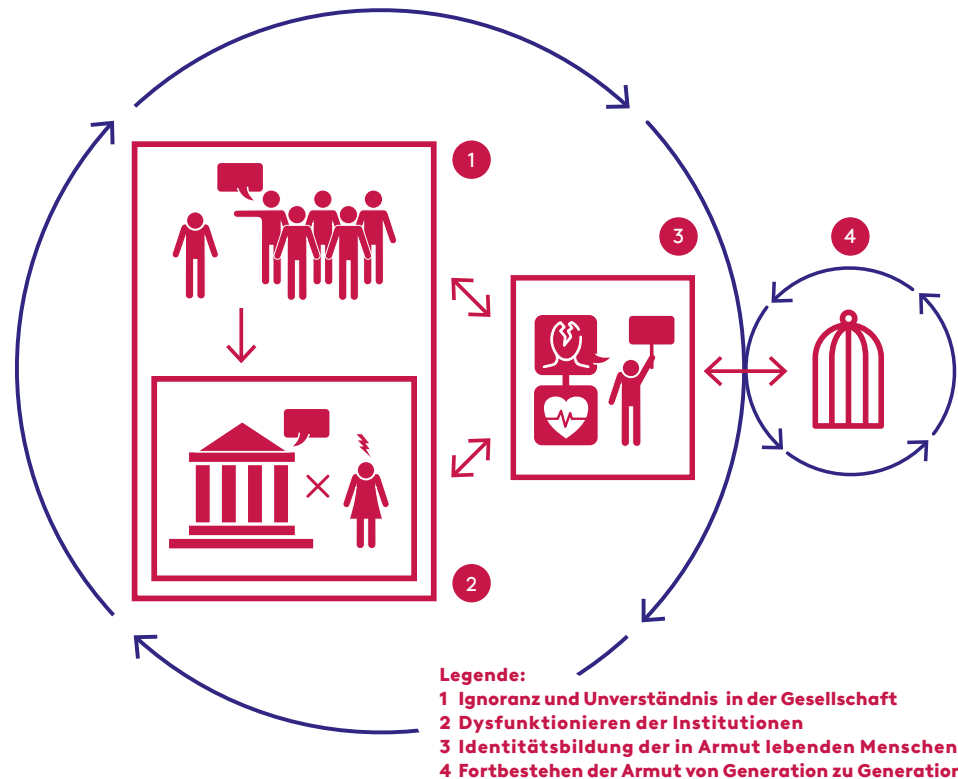 1
3
4
2
Legende:
1 Ignoranz und Unverständnis in der Gesellschaft
2 Dysfunktionieren der Institutionen
3 Identitätsbildung der in Armut lebenden Menschen
4 Fortbestehen der Armut von Generation zu Generation